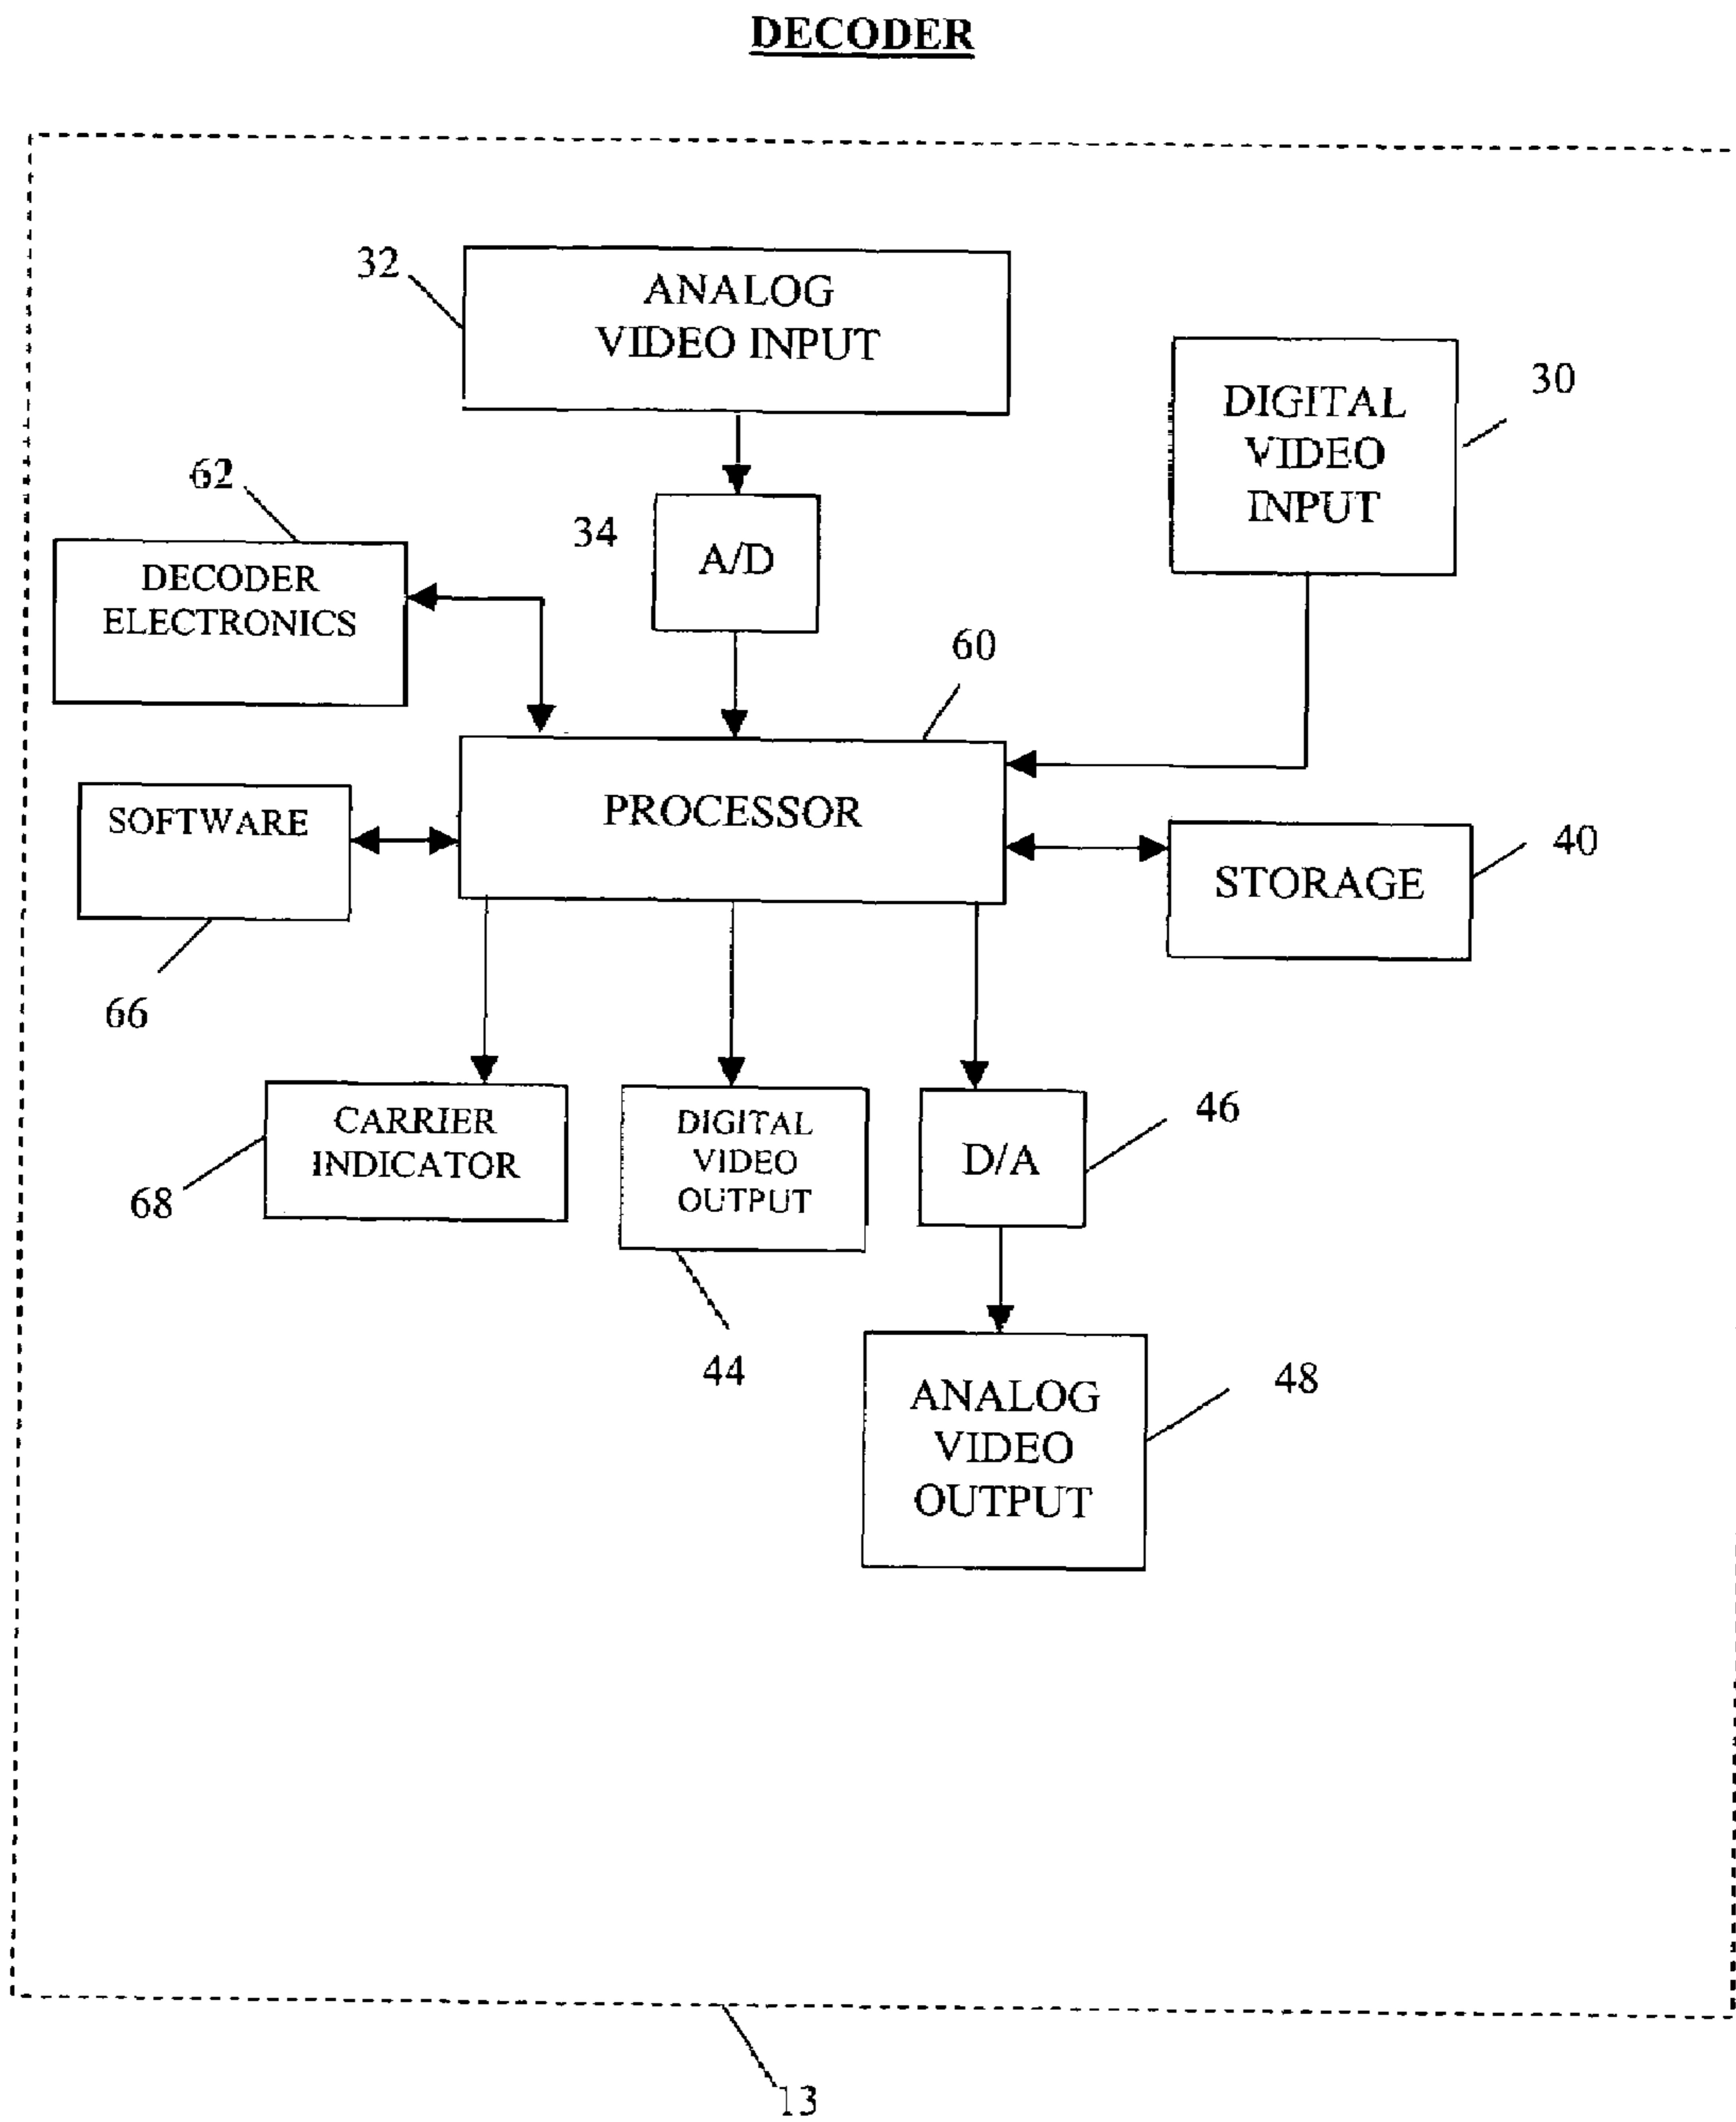 DECODER
32
ANALOG
VIDEO INPUT
30
DIGITAL
VIDEO
INPUT
62
DECODER
ELECTRONICS
34
A/D
60
PROCESSOR
SOFTWARE
66
40
STORAGE
68
CARRIER
INDICATOR
DIGITAL
VIDEO
OUTPUT
44
D/A
46
ANALOG
VIDEO
OUTPUT
48
13